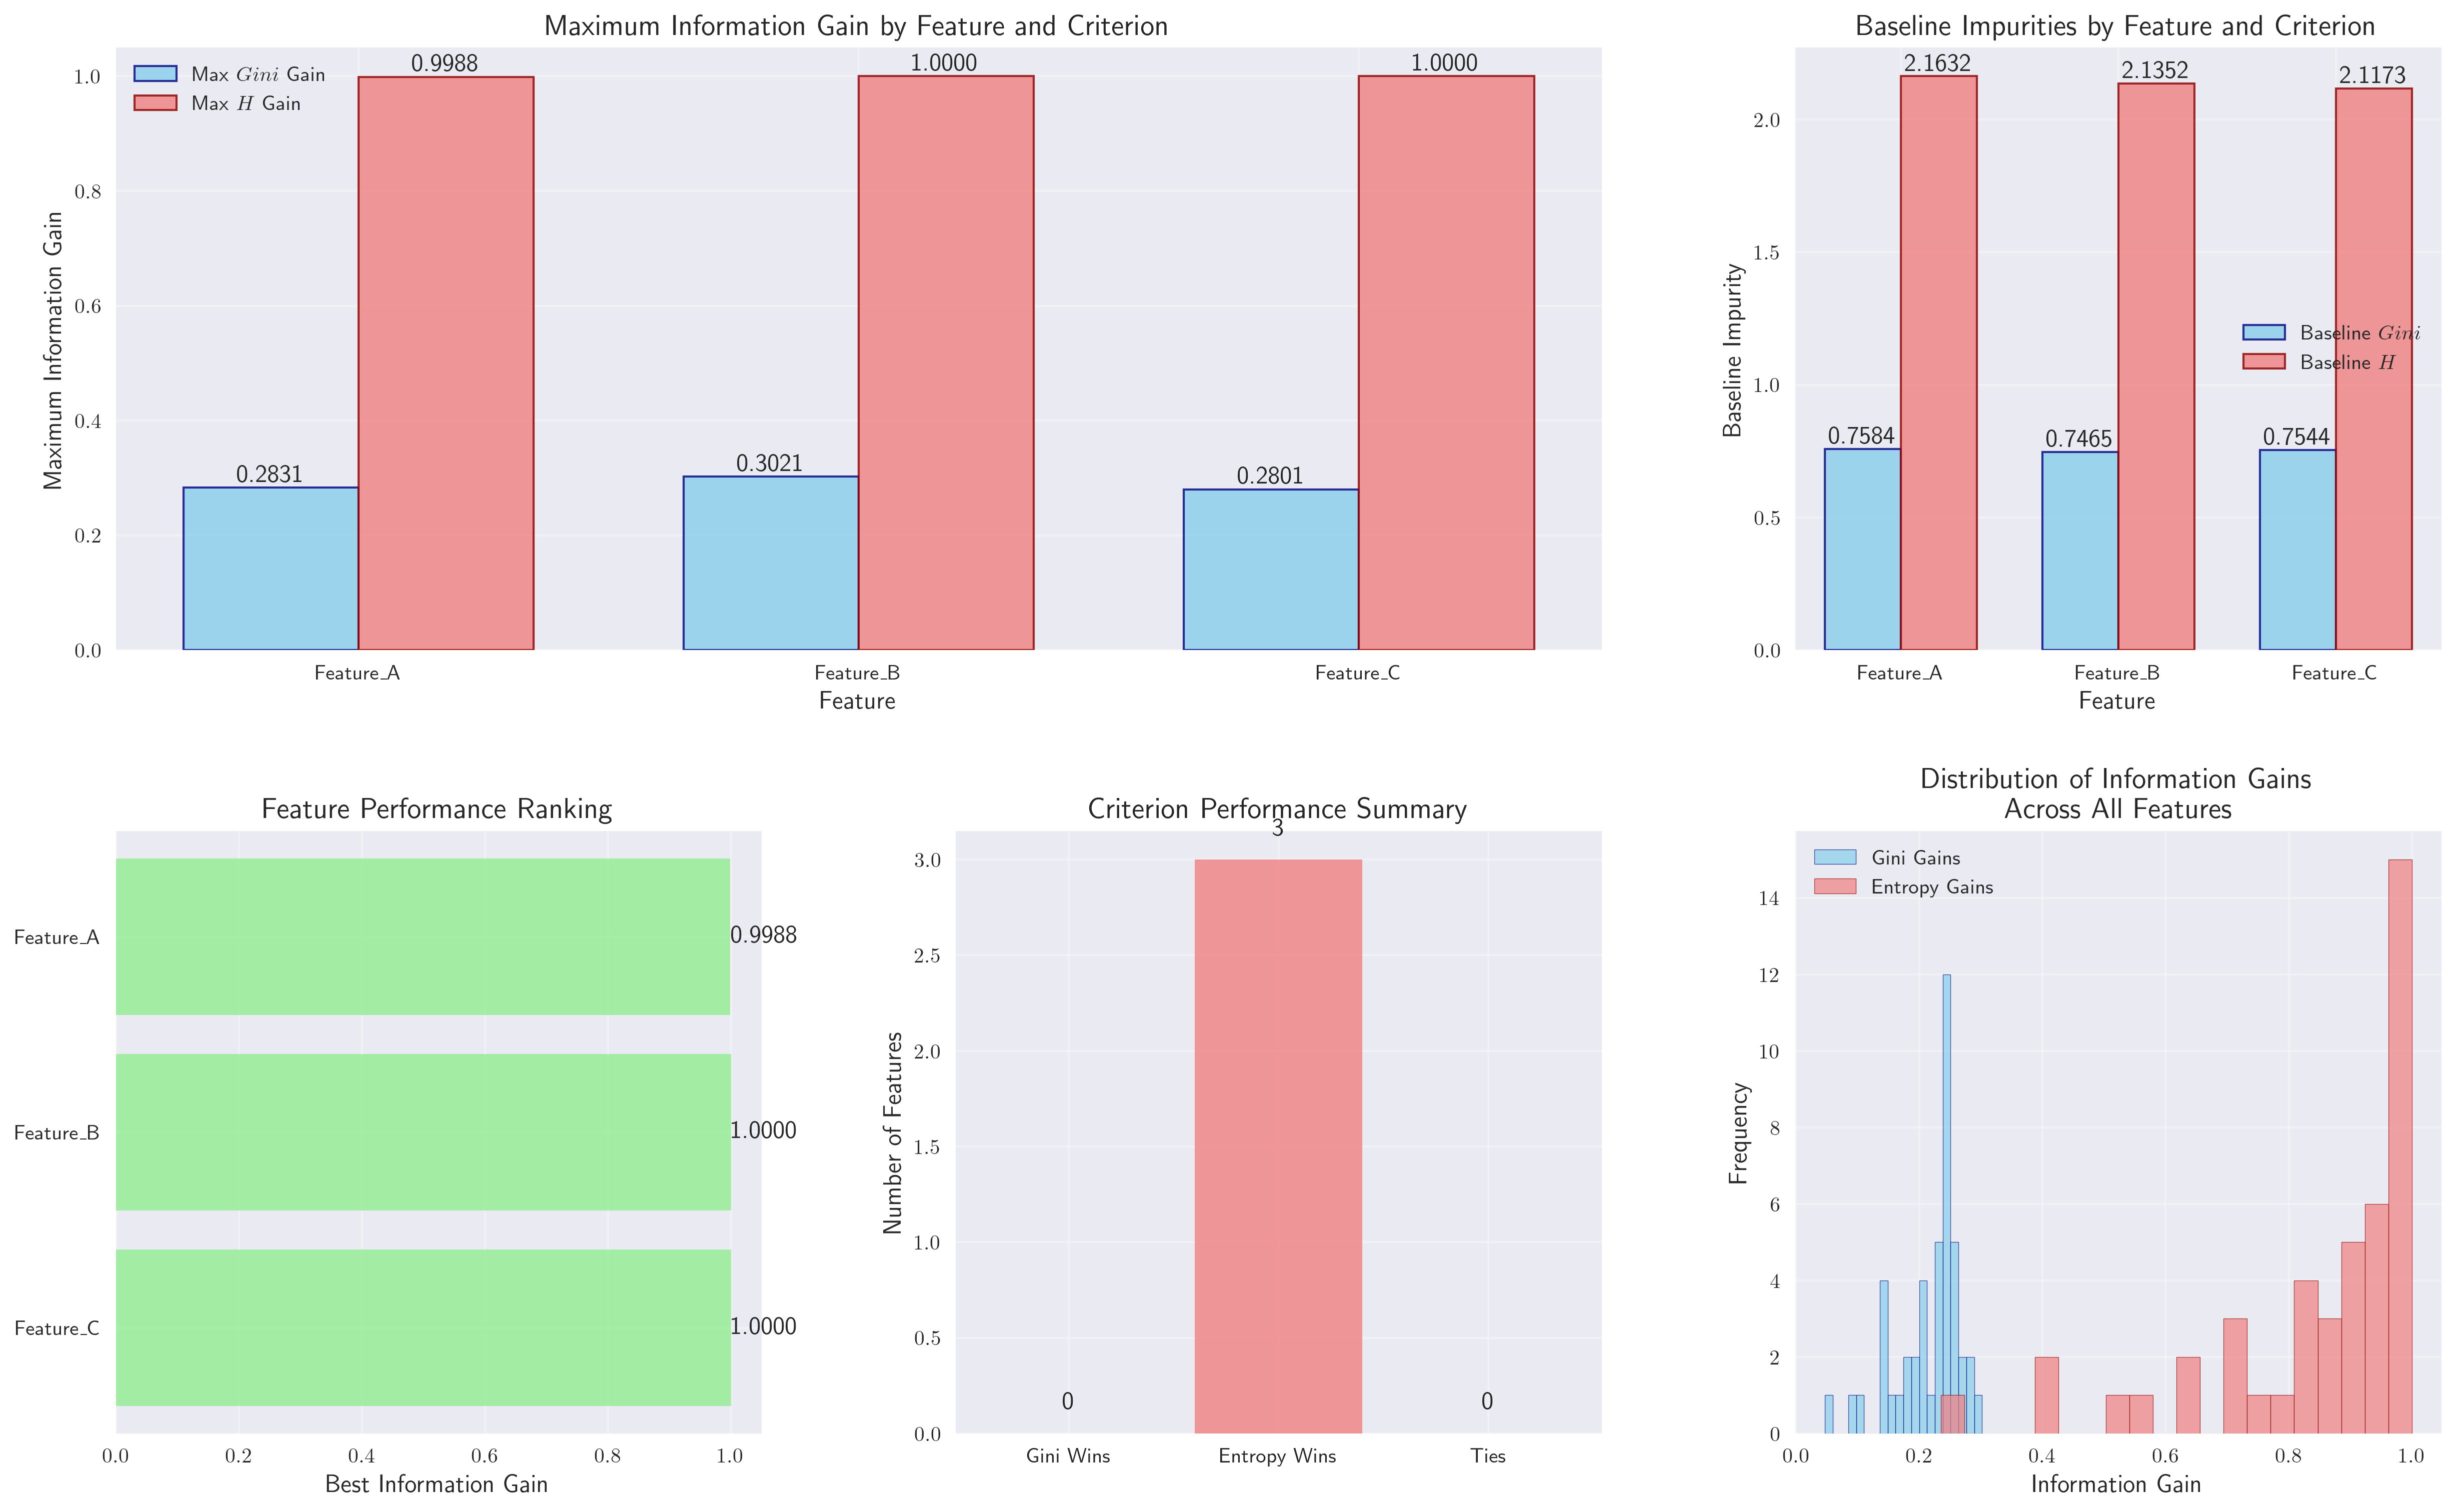 Maximum Information Gain by Feature and Criterion
Maximum Information Gain
1.0
0.8
0.6
0.4
0.2
0.0
Max Gini Gain
Max H Gain
0.2831
0.9988
0.3021
1.0000
0.2801
1.0000
Feature_A
Feature_B
Feature_C
Feature
Baseline Impurities by Feature and Criterion
Baseline Impurity
2.0
1.5
1.0
0.5
0.0
0.7584
2.1632
0.7465
2.1352
0.7544
2.1173
Baseline Gini
Baseline H
Feature_A
Feature_B
Feature_C
Feature
Feature Performance Ranking
Feature_A
0.9988
Feature_B
1.0000
Feature_C
1.0000
0.0
0.2
0.4
0.6
0.8
1.0
Best Information Gain
Criterion Performance Summary
Number of Features
3.0
2.5
2.0
1.5
1.0
0.5
0.0
0
3
0
Gini Wins
Entropy Wins
Ties
Distribution of Information Gains
Across All Features
Frequency
14
12
10
8
6
4
2
0
Gini Gains
Entropy Gains
0.0
0.2
0.4
0.6
0.8
1.0
Information Gain